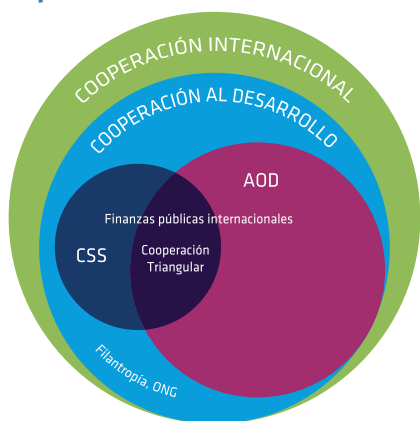 COOPERACIÓN INTERNACIONAL
COOPERACIÓN AL DESARROLLO
AOD
Finanzas públicas internacionales
CSS
Cooperación
Triangular
Filantropía, ONG